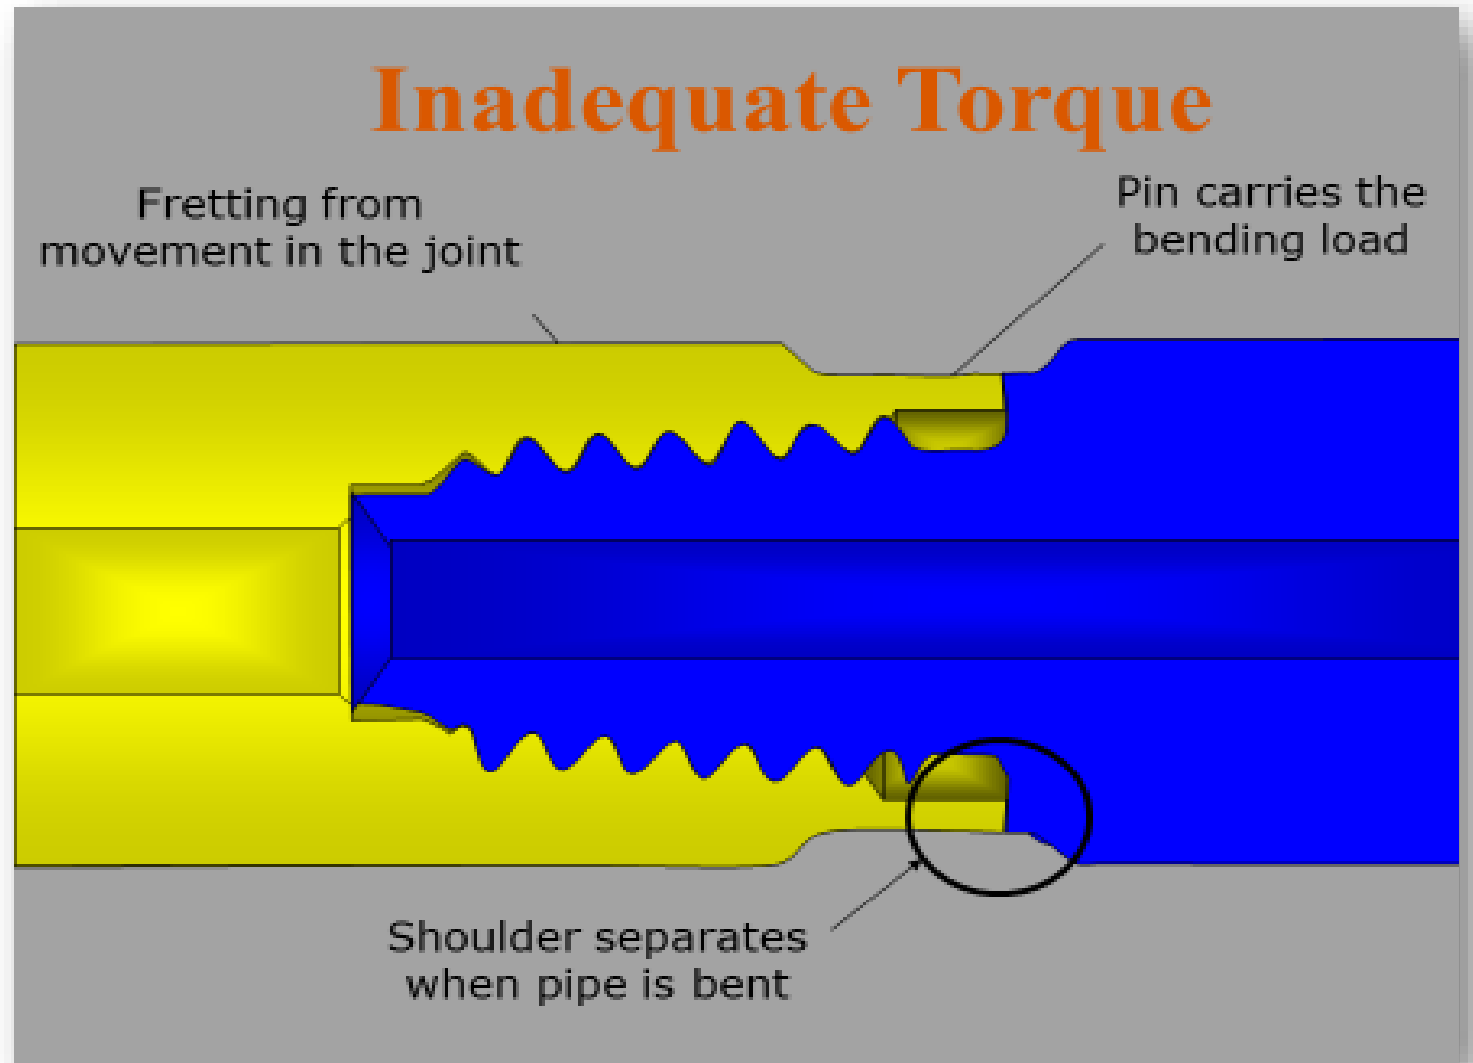 Inadequate Torque
Fretting from
movement in the joint
Pin carries the
bending load
Shoulder separates
when pipe is bent